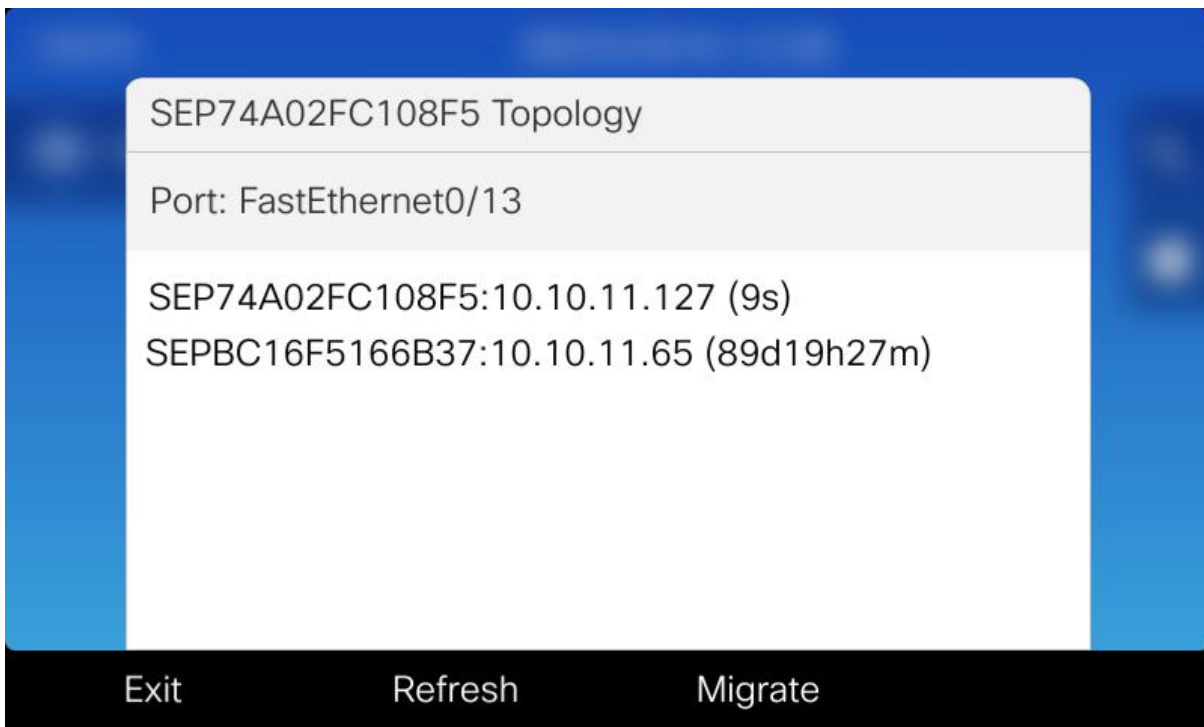 SEP74A02FC108F5 Topology
Port: FastEthernet0/13
SEP74A02FC108F5:10.10.11.127 (9s)
SEPBC16F5166B37:10.10.11.65 (89d19h27m)
Exit Refresh Migrate